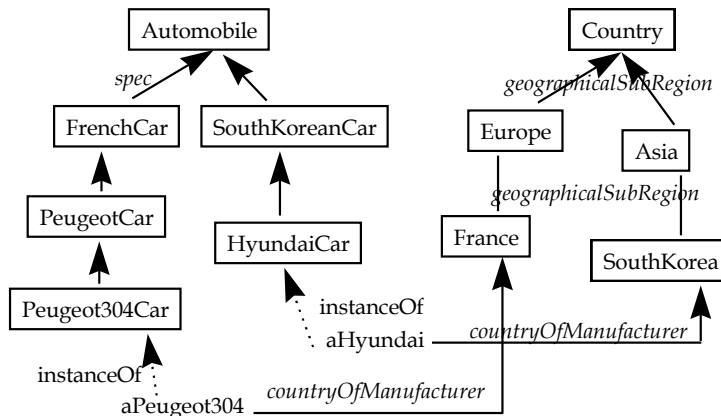 Automobile
Country
spec
geographicalSubRegion
FrenchCar
SouthKoreanCar
Europe
Asia
geographicalSubRegion
PeugeotCar
HyundaiCar
France
SouthKorea
Peugeot304Car
instanceOf
aHyundai
countryOfManufacturer
instanceOf
aPeugeot304
countryOfManufacturer